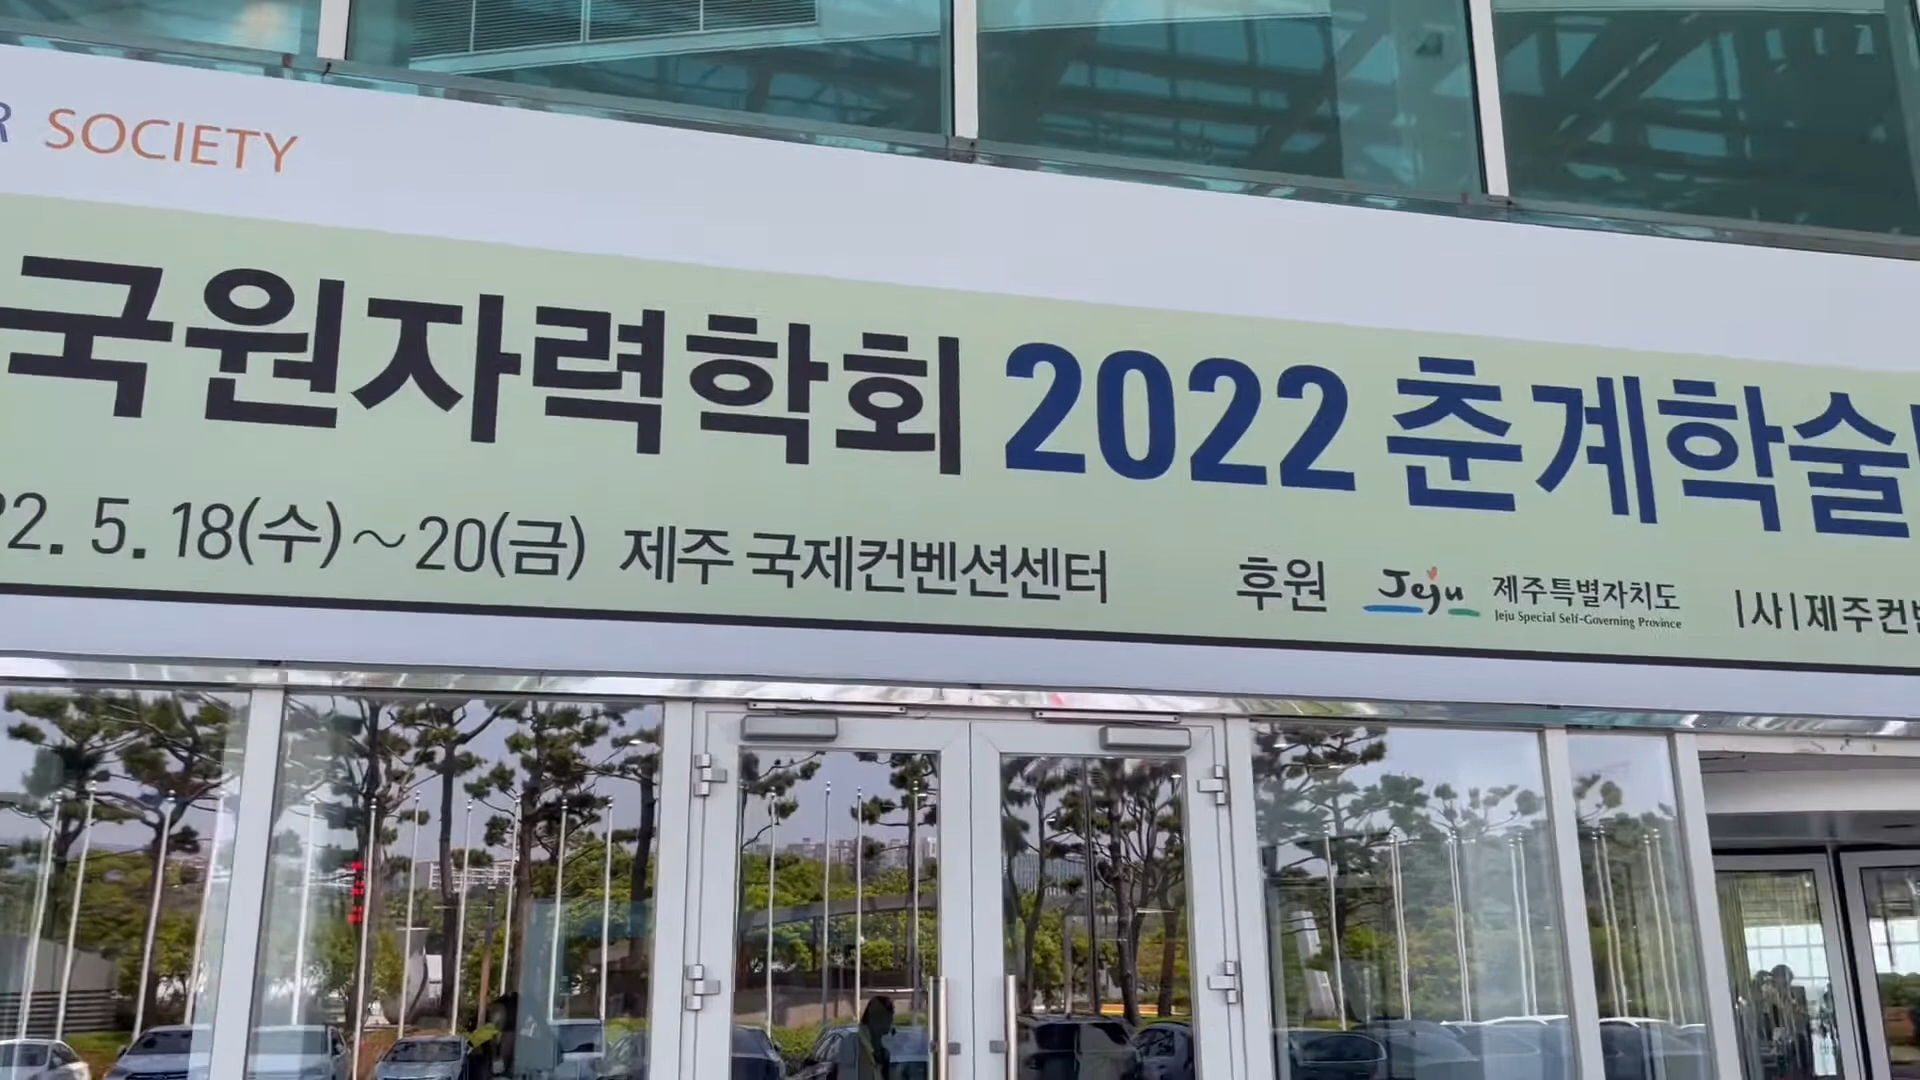 SOCIETY
국원자력학회 2022 춘계학술
22. 5. 18(수)~20(금) 제주 국제컨벤션센터
후원 Jeju 제주특별자치도 |사|제주컨
Jeju Special Self-Governing Province